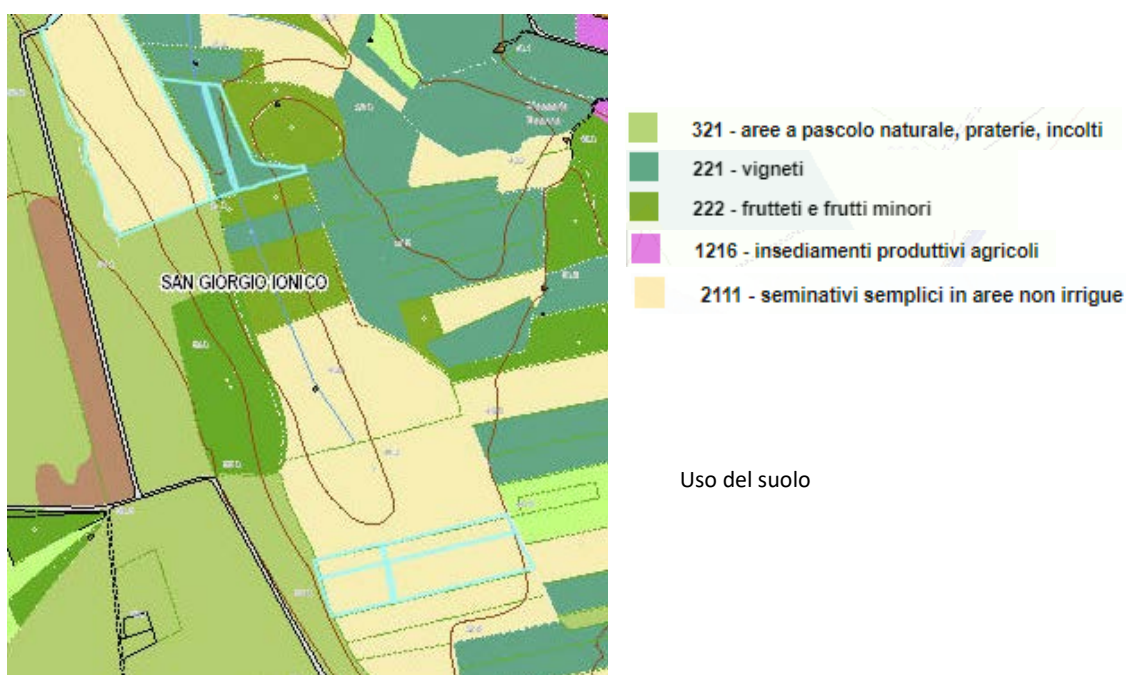 321 - aree a pascolo naturale, praterie, incolti
221 - vigneti
222 - frutteti e frutti minori
1216 - insediamenti produttivi agricoli
SAN GIORGIO IONICO
2111 - seminativi semplici in aree non irrigue
Uso del suolo